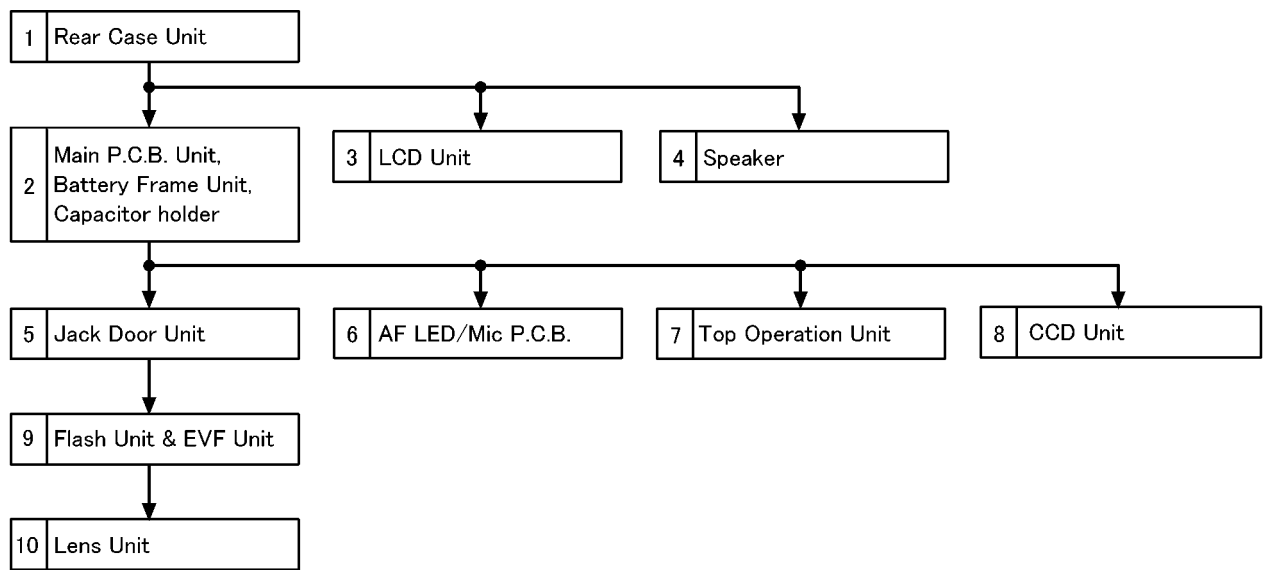 1 Rear Case Unit
2 Main P.C.B. Unit,
Battery Frame Unit,
Capacitor holder
3 LCD Unit
4 Speaker
5 Jack Door Unit
6 AF LED/Mic P.C.B.
7 Top Operation Unit
8 CCD Unit
9 Flash Unit & EVF Unit
10 Lens Unit